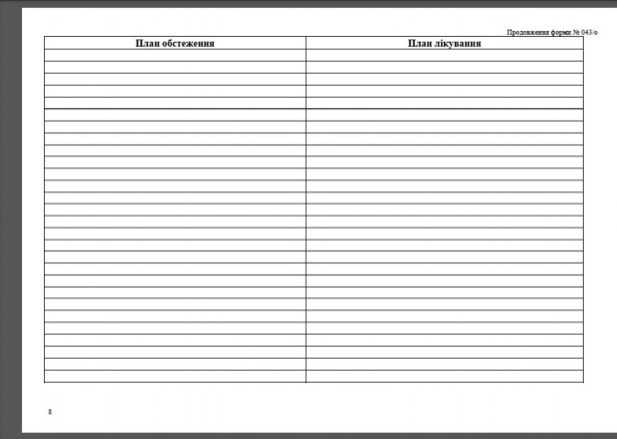 Продовження форми № 043/о
План обстеження План лікування
8